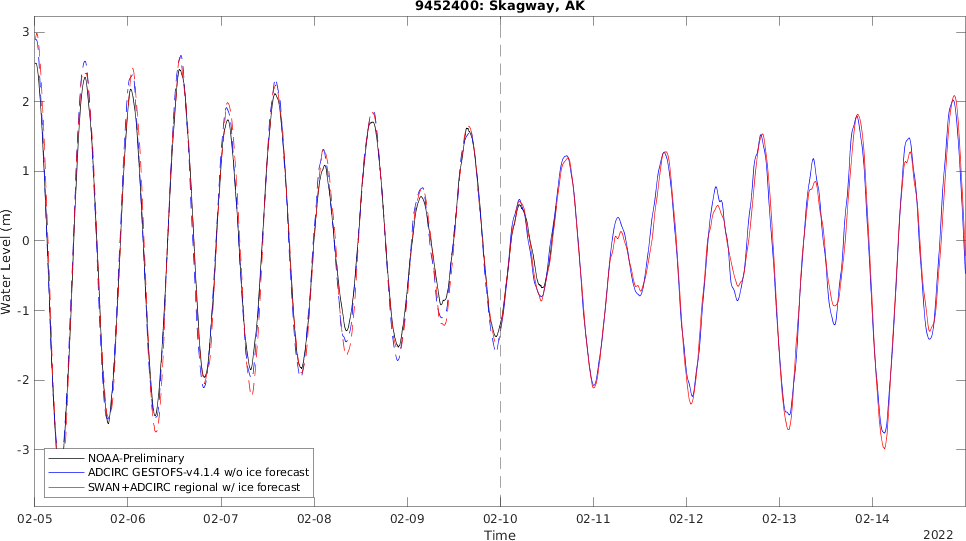 9452400: Skagway, AK
3
2
1
0
-1
-2
-3
Water Level (m)
NOAA-Preliminary
ADCIRC GESTOFS-v4.1.4 w/o ice forecast
SWAN+ADCIRC regional w/ ice forecast
02-05 02-06 02-07 02-08 02-09 02-10 02-11 02-12 02-13 02-14
Time
2022